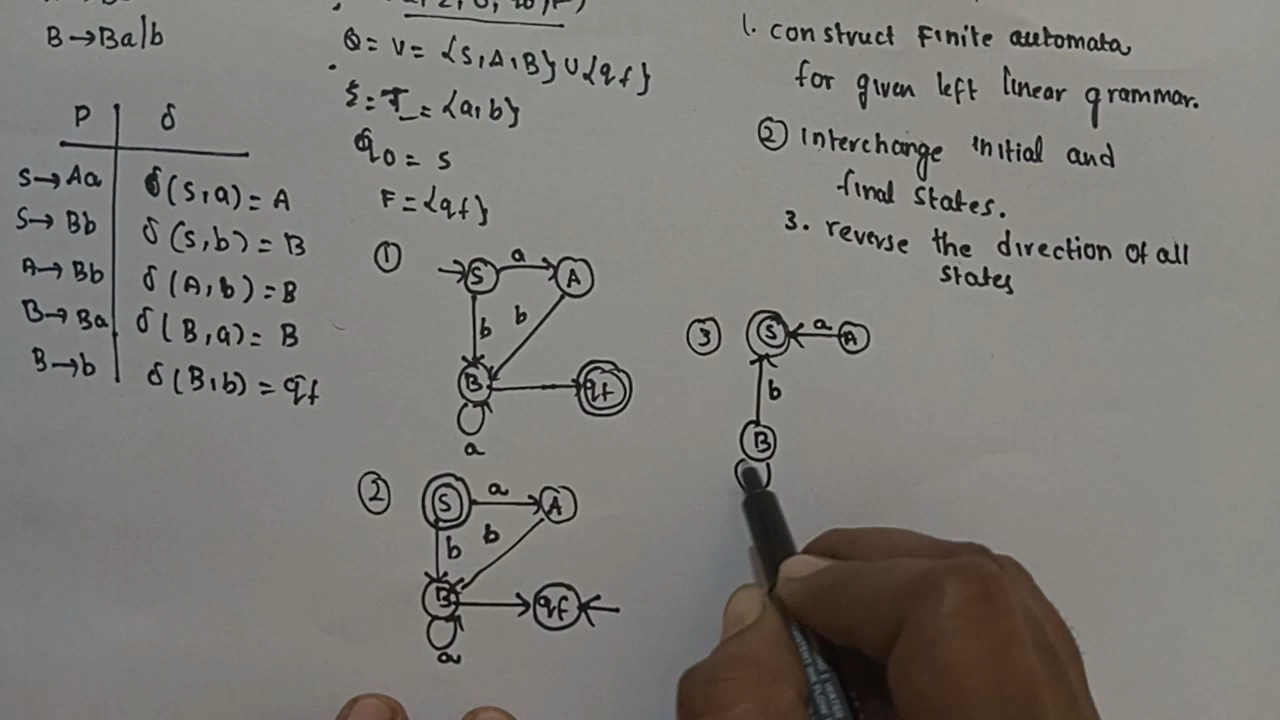 B→Ba|b
P δ
S→Aa δ(S,a)=A
S→Bb δ(S,b)=B
A→Bb δ(A,b)=B
B→Ba δ(B,a)=B
B→b δ(B,b)=qf
Q=V={S,A,B}∪{qf}
Σ=T={a,b}
q0=S
F={qf}
① S a A
b b
B qf
a
② S a A
b b
B qf
a
1. construct Finite automata
for given left linear grammar.
② interchange initial and
final states.
3. reverse the direction of all
states
③ S a A
b
B